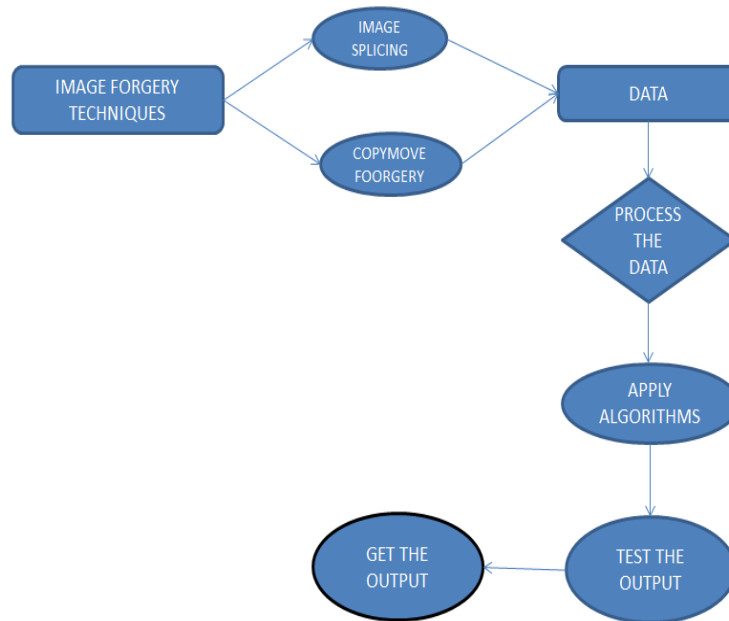 IMAGE FORGERY
TECHNIQUES
IMAGE
SPLICING
COPYMOVE
FOORGERY
DATA
PROCESS
THE
DATA
APPLY
ALGORITHMS
TEST THE
OUTPUT
GET THE
OUTPUT